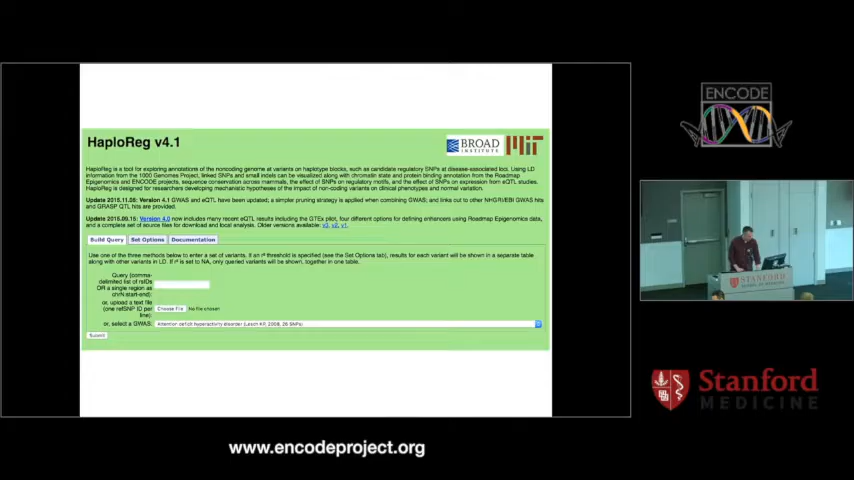 HaploReg v4.1
BROAD
INSTITUTE
HaploReg is a tool for exploring annotations of the noncoding genome at variants on haplotype blocks, such as candidate regulatory SNPs at disease-associated loci. Using LD
information from the 1000 Genomes Project, linked SNPs and small indels can be visualized along with chromatin state and protein binding annotation from the Roadmap
Epigenomics and ENCODE projects, sequence conservation across mammals, the effect of SNPs on regulatory motifs, and the effect of SNPs on expression from eQTL studies.
HaploReg is designed for researchers developing mechanistic hypotheses of the impact of non-coding variants on clinical phenotypes and normal variation.
Update 2015.11.05: Version 4.1 GWAS and eQTL have been updated; a simpler pruning strategy is applied when combining GWAS; and links out to other NHGRI/EBI GWAS hits
and GRASP QTL hits are provided.
Update 2015.09.15: Version 4.0 now includes many recent eQTL results including the GTEx pilot, four different options for defining enhancers using Roadmap Epigenomics data,
and a complete set of source files for download and local analysis. Older versions available: v3, v2, v1.
Build Query Set Options Documentation
Use one of the three methods below to enter a set of variants. If an r² threshold is specified (see the Set Options tab), results for each variant will be shown in a separate table
along with other variants in LD. If r² is set to NA, only queried variants will be shown, together in one table.
Query (comma-
delimited list of rsIDs
OR a single region as
chrN:start-end):
or, upload a text file
(one refSNP ID per
line):
Choose File No file chosen
or, select a GWAS: Attention deficit hyperactivity disorder (Lesch KP, 2008, 26 SNPs)
Submit
ENCODE
STANFORD
SCHOOL OF MEDICINE
Stanford
MEDICINE
www.encodeproject.org